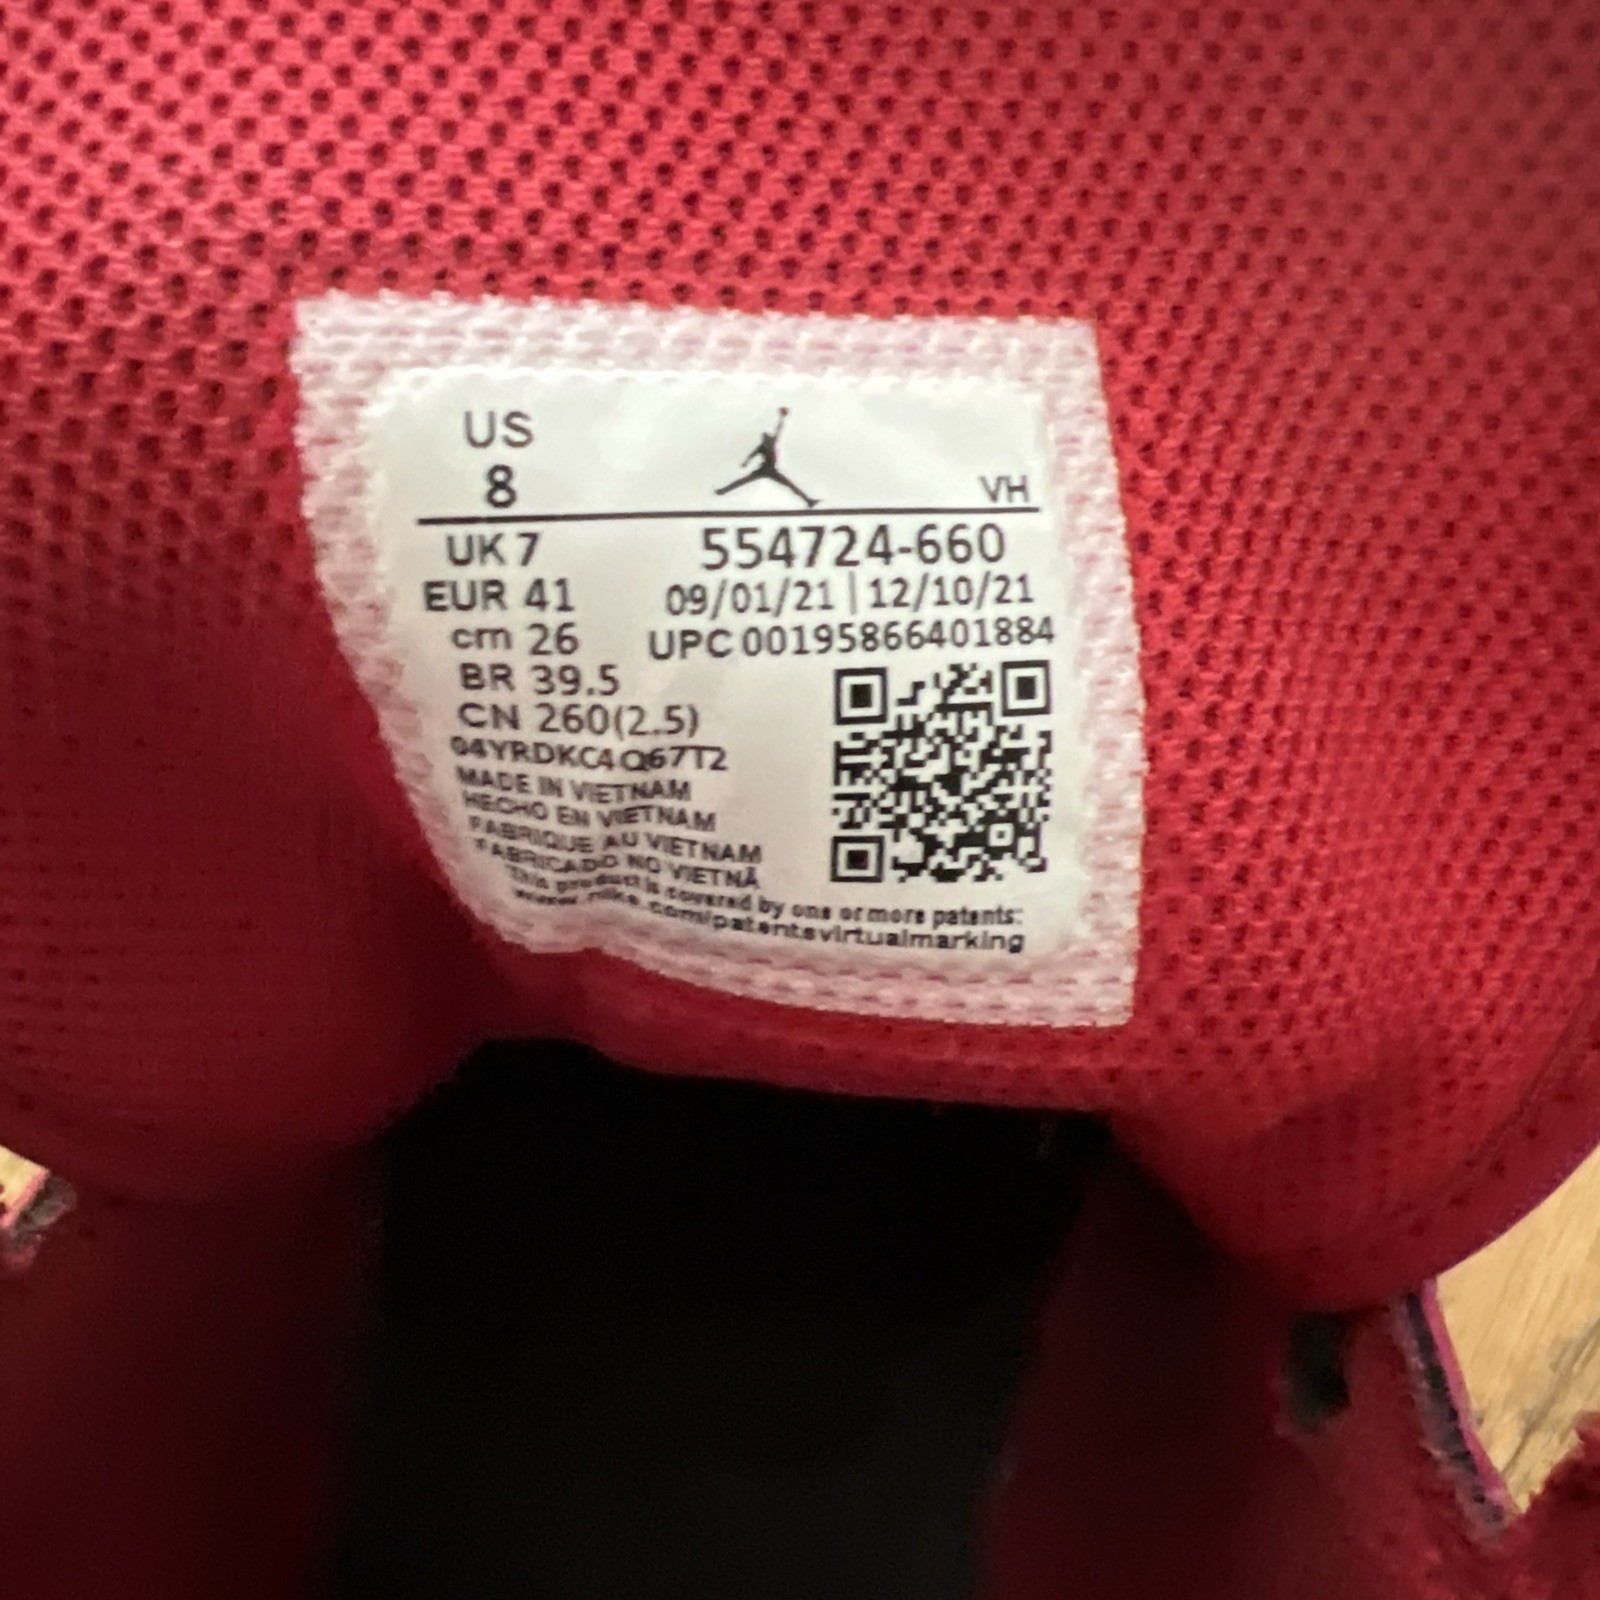 US
8
VH
UK 7
554724-660
EUR 41
09/01/21 | 12/10/21
cm 26
UPC 00195866401884
BR 39.5
CN 260(2.5)
04YRDKC4Q67T2
MADE IN VIETNAM
HECHO EN VIETNAM
FABRIQUE AU VIETNAM
FABRICADO NO VIETNÃ
This product is covered by one or more patents:
www.nike.com/patentsvirtualmarking